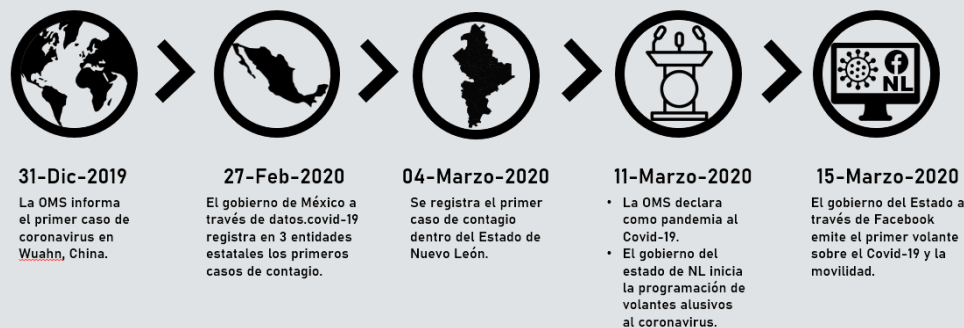 NL
31-Dic-2019
La OMS informa
el primer caso de
coronavirus en
Wuahn, China.
27-Feb-2020
El gobierno de México a
través de datos.covid-19
registra en 3 entidades
estatales los primeros
casos de contagio.
04-Marzo-2020
Se registra el primer
caso de contagio
dentro del Estado de
Nuevo León.
11-Marzo-2020
• La OMS declara
como pandemia al
Covid-19.
• El gobierno del
estado de NL inicia
la programación de
volantes alusivos
al coronavirus.
15-Marzo-2020
El gobierno del Estado a
través de Facebook
emite el primer volante
sobre el Covid-19 y la
movilidad.